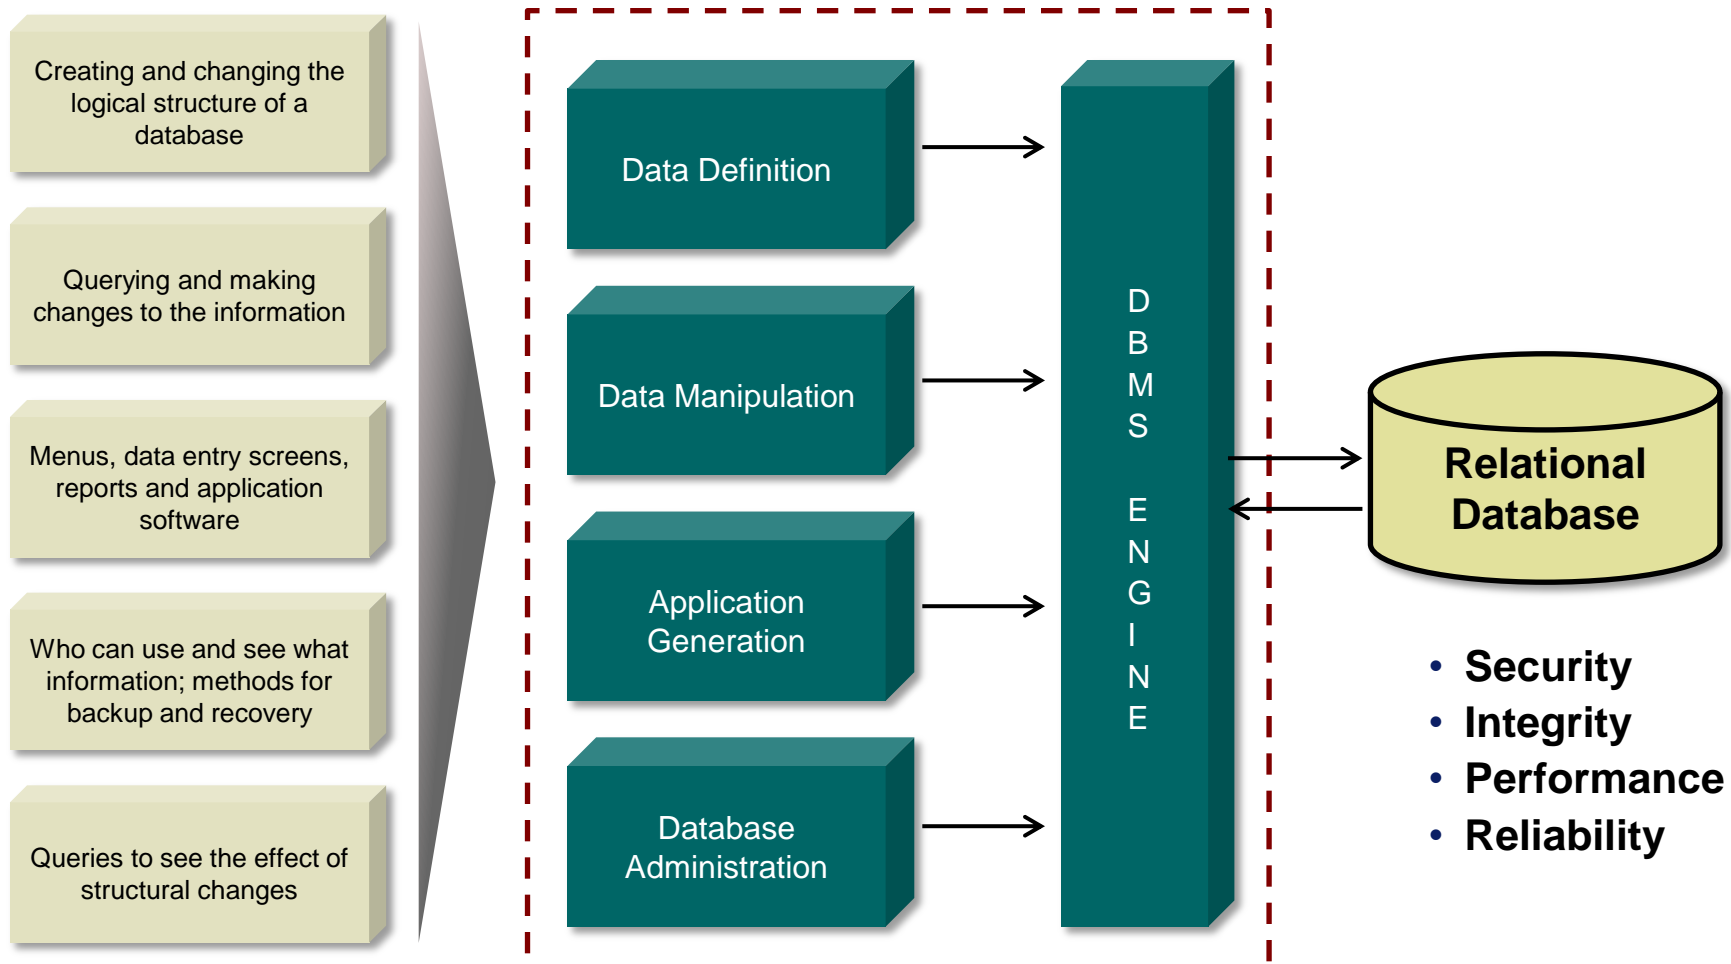 Creating and changing the
logical structure of a
database
Querying and making
changes to the information
Menus, data entry screens,
reports and application
software
Who can use and see what
information; methods for
backup and recovery
Queries to see the effect of
structural changes
Data Definition
Data Manipulation
Application
Generation
Database
Administration
D
B
M
S
E
N
G
I
N
E
Relational
Database
• Security
• Integrity
• Performance
• Reliability